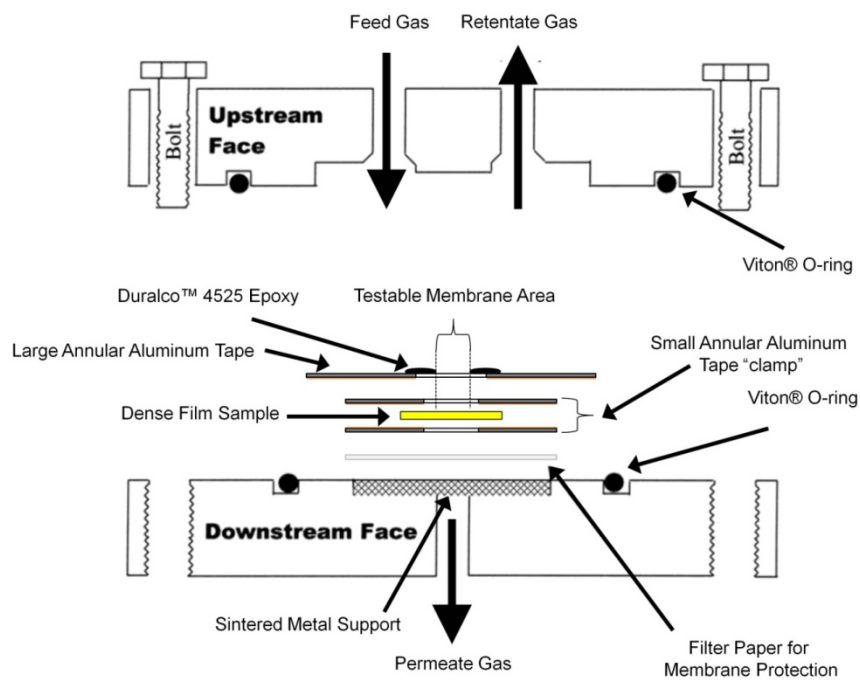 Feed Gas
Retentate Gas
Bolt
Upstream
Face
Bolt
Viton® O-ring
Duralco™ 4525 Epoxy
Testable Membrane Area
Large Annular Aluminum Tape
Small Annular Aluminum
Tape “clamp”
Dense Film Sample
Viton® O-ring
Downstream Face
Sintered Metal Support
Permeate Gas
Filter Paper for
Membrane Protection